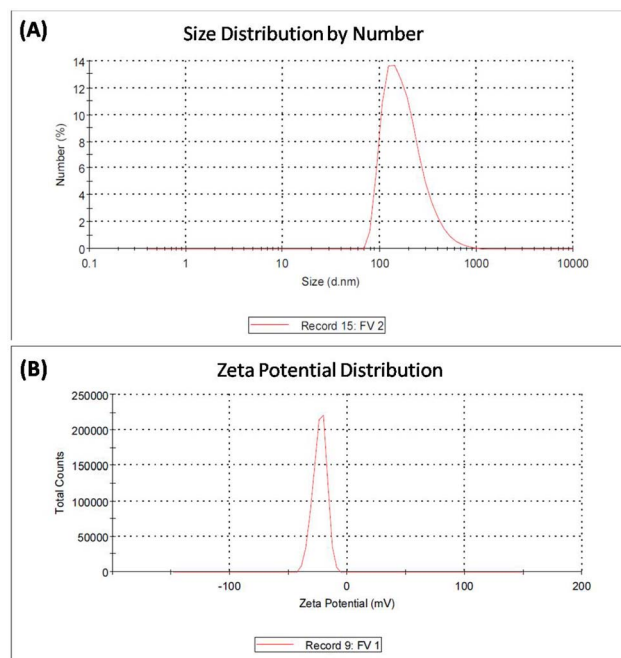 (A)
Size Distribution by Number
Number (%)
14
12
10
8
6
4
2
0
0.1 1 10 100 1000 10000
Size (d.nm)
Record 15: FV 2
(B)
Zeta Potential Distribution
Total Counts
250000
200000
150000
100000
50000
0
-100 0 100 200
Zeta Potential (mV)
Record 9: FV 1